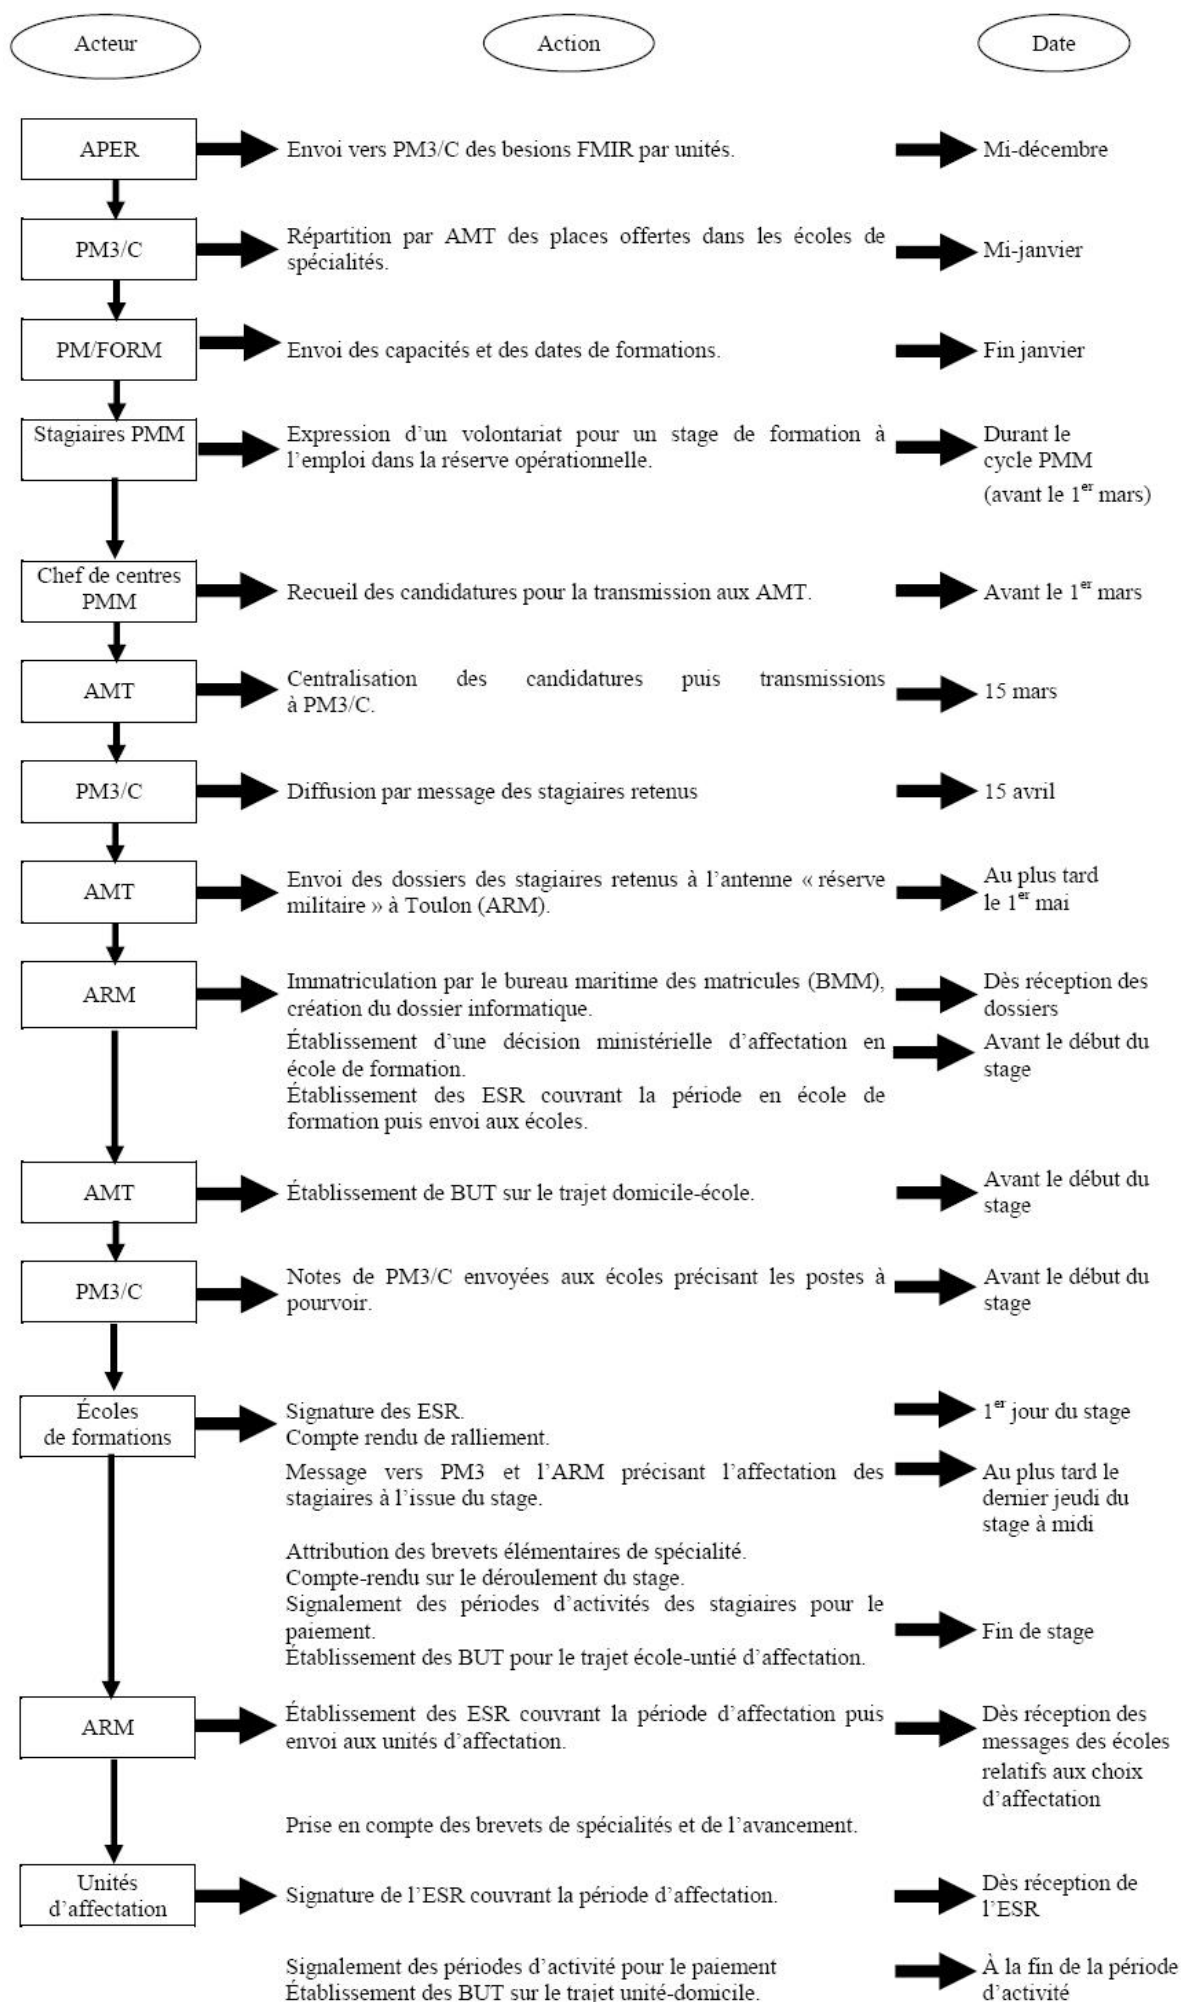 Acteur Action Date
APER Envoi vers PM3/C des besions FMIR par unités. Mi-décembre
PM3/C Répartition par AMT des places offertes dans les écoles de
spécialités. Mi-janvier
PM/FORM Envoi des capacités et des dates de formations. Fin janvier
Stagiaires PMM Expression d’un volontariat pour un stage de formation à
l’emploi dans la réserve opérationnelle.
Durant le
cycle PMM
(avant le 1er mars)
Chef de centres
PMM
Recueil des candidatures pour la transmission aux AMT. Avant le 1er mars
AMT Centralisation des candidatures puis transmissions
à PM3/C. 15 mars
PM3/C Diffusion par message des stagiaires retenus 15 avril
AMT Envoi des dossiers des stagiaires retenus à l’antenne « réserve
militaire » à Toulon (ARM).
Au plus tard
le 1er mai
ARM Immatriculation par le bureau maritime des matricules (BMM),
création du dossier informatique.
Dès réception des
dossiers
Établissement d’une décision ministérielle d’affectation en
école de formation.
Établissement des ESR couvrant la période en école de
formation puis envoi aux écoles.
Avant le début du
stage
AMT Établissement de BUT sur le trajet domicile-école.
Avant le début du
stage
PM3/C Notes de PM3/C envoyées aux écoles précisant les postes à
pourvoir.
Avant le début du
stage
Écoles
de formations
Signature des ESR.
Compte rendu de ralliement.
1er jour du stage
Message vers PM3 et l’ARM précisant l’affectation des
stagiaires à l’issue du stage.
Au plus tard le
dernier jeudi du
stage à midi
Attribution des brevets élémentaires de spécialité.
Compte-rendu sur le déroulement du stage.
Signalement des périodes d’activités des stagiaires pour le
paiement.
Établissement des BUT pour le trajet école-untié d’affectation.
Fin de stage
ARM Établissement des ESR couvrant la période d’affectation puis
envoi aux unités d’affectation.
Dès réception des
messages des écoles
relatifs aux choix
d’affectation
Prise en compte des brevets de spécialités et de l’avancement.
Unités
d’affectation
Signature de l’ESR couvrant la période d’affectation.
Dès réception de
l’ESR
Signalement des périodes d’activité pour le paiement
Établissement des BUT sur le trajet unité-domicile.
À la fin de la période
d’activité